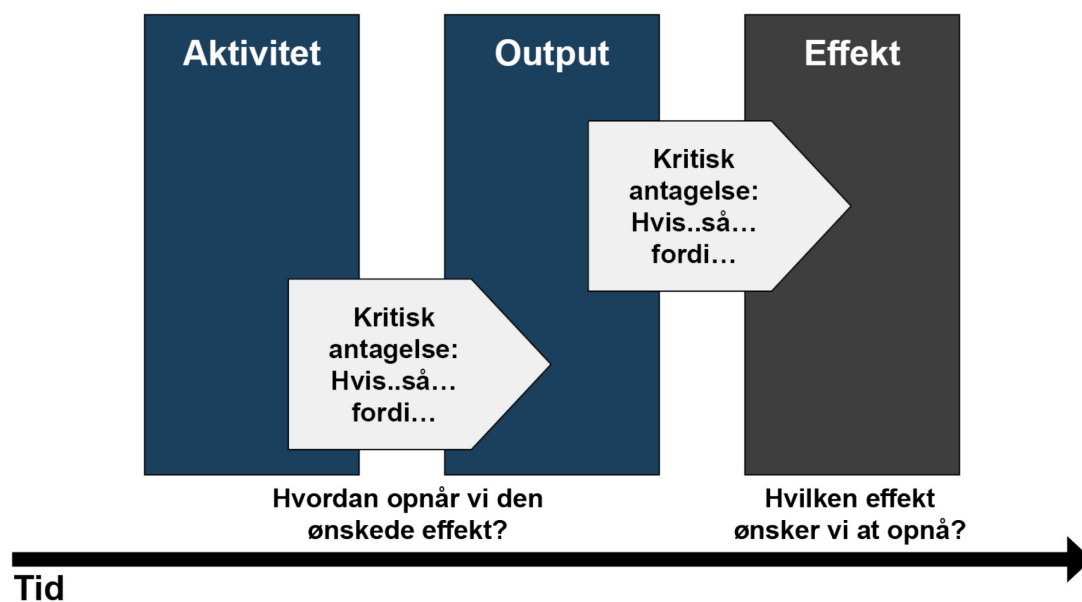 Aktivitet
Output
Effekt
Kritisk
antagelse:
Hvis..så…
fordi…
Kritisk
antagelse:
Hvis..så…
fordi…
Hvordan opnår vi den
ønskede effekt?
Hvilken effekt
ønsker vi at opnå?
Tid